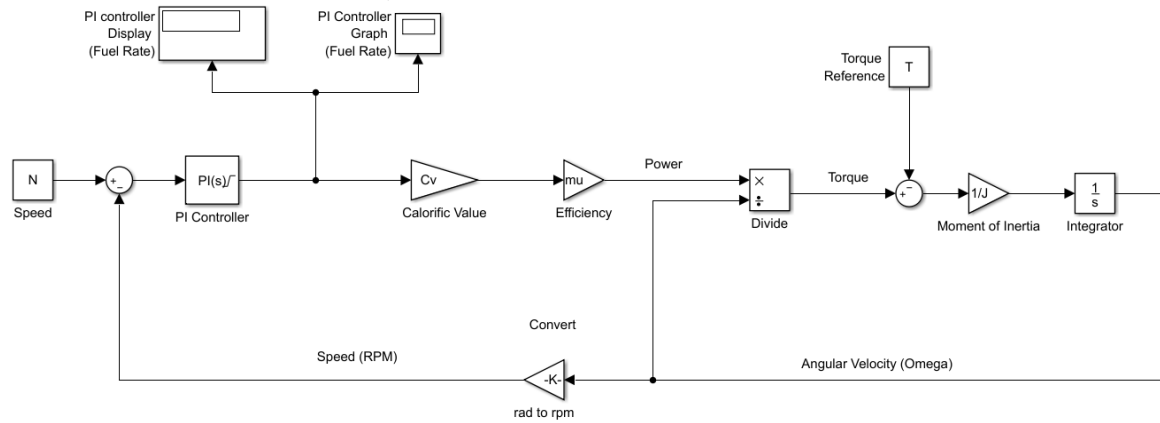 PI controller
Display
(Fuel Rate)
PI Controller
Graph
(Fuel Rate)
Torque
Reference
T
N
Speed
+
−
PI(s)
PI Controller
Cv
Calorific Value
mu
Efficiency
Power
×
÷
Divide
Torque
−
+
1/J
Moment of Inertia
1
s
Integrator
Convert
Speed (RPM)
-K-
rad to rpm
Angular Velocity (Omega)